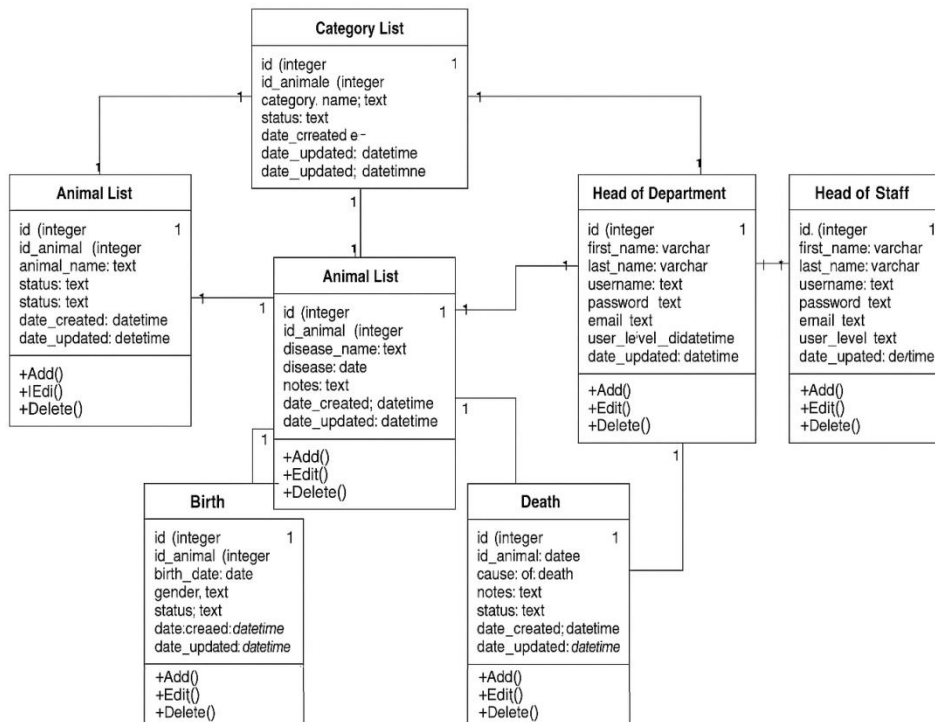 Category List
id (integer 1
id_animale (integer
category. name; text
status: text
date_crreated e-
date_updated: datetime
date_updated; datetimne
1
1
1
1
1
1
Animal List
id (integer 1
id_animal (integer
animal_name: text
status: text
status: text
date_created: datetime
date_updated: detetime
+Add()
+IEdi()
+Delete()
1
1
Animal List
id (integer 1
id_animal (integer
disease_name: text
disease: date
notes: text
date_created; datetime
date_updated: datetime
+Add()
+Edit()
+Delete()
1
1
1
1
Head of Department
id (integer 1
first_name: varchar
last_name: varchar
username: text
password text
email text
user_level_didatetime
date_updated: datetime
+Add()
+Edit()
+Delete()
1
1
1
Head of Staff
id. (integer 1
first_name: varchar
last_name: varchar
username: text
password text
email text
user_level text
date_upated: de/time
+Add()
+Edit()
+Delete()
Birth
id (integer 1
id_animal (integer
birth_date: date
gender, text
status; text
date:creaed: datetime
date_updated: datetime
+Add()
+Edit()
+Delete()
Death
id (integer 1
id_animal: datee
cause: of: death
notes: text
status: text
date_created; datetime
date_updated: datetime
+Add()
+Edit()
+Delete()